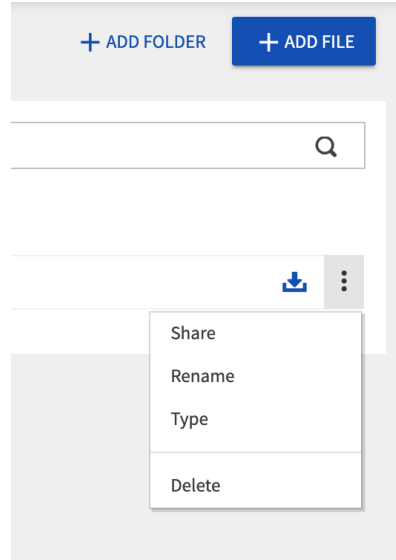 ADD FOLDER
ADD FILE
Share
Rename
Type
Delete